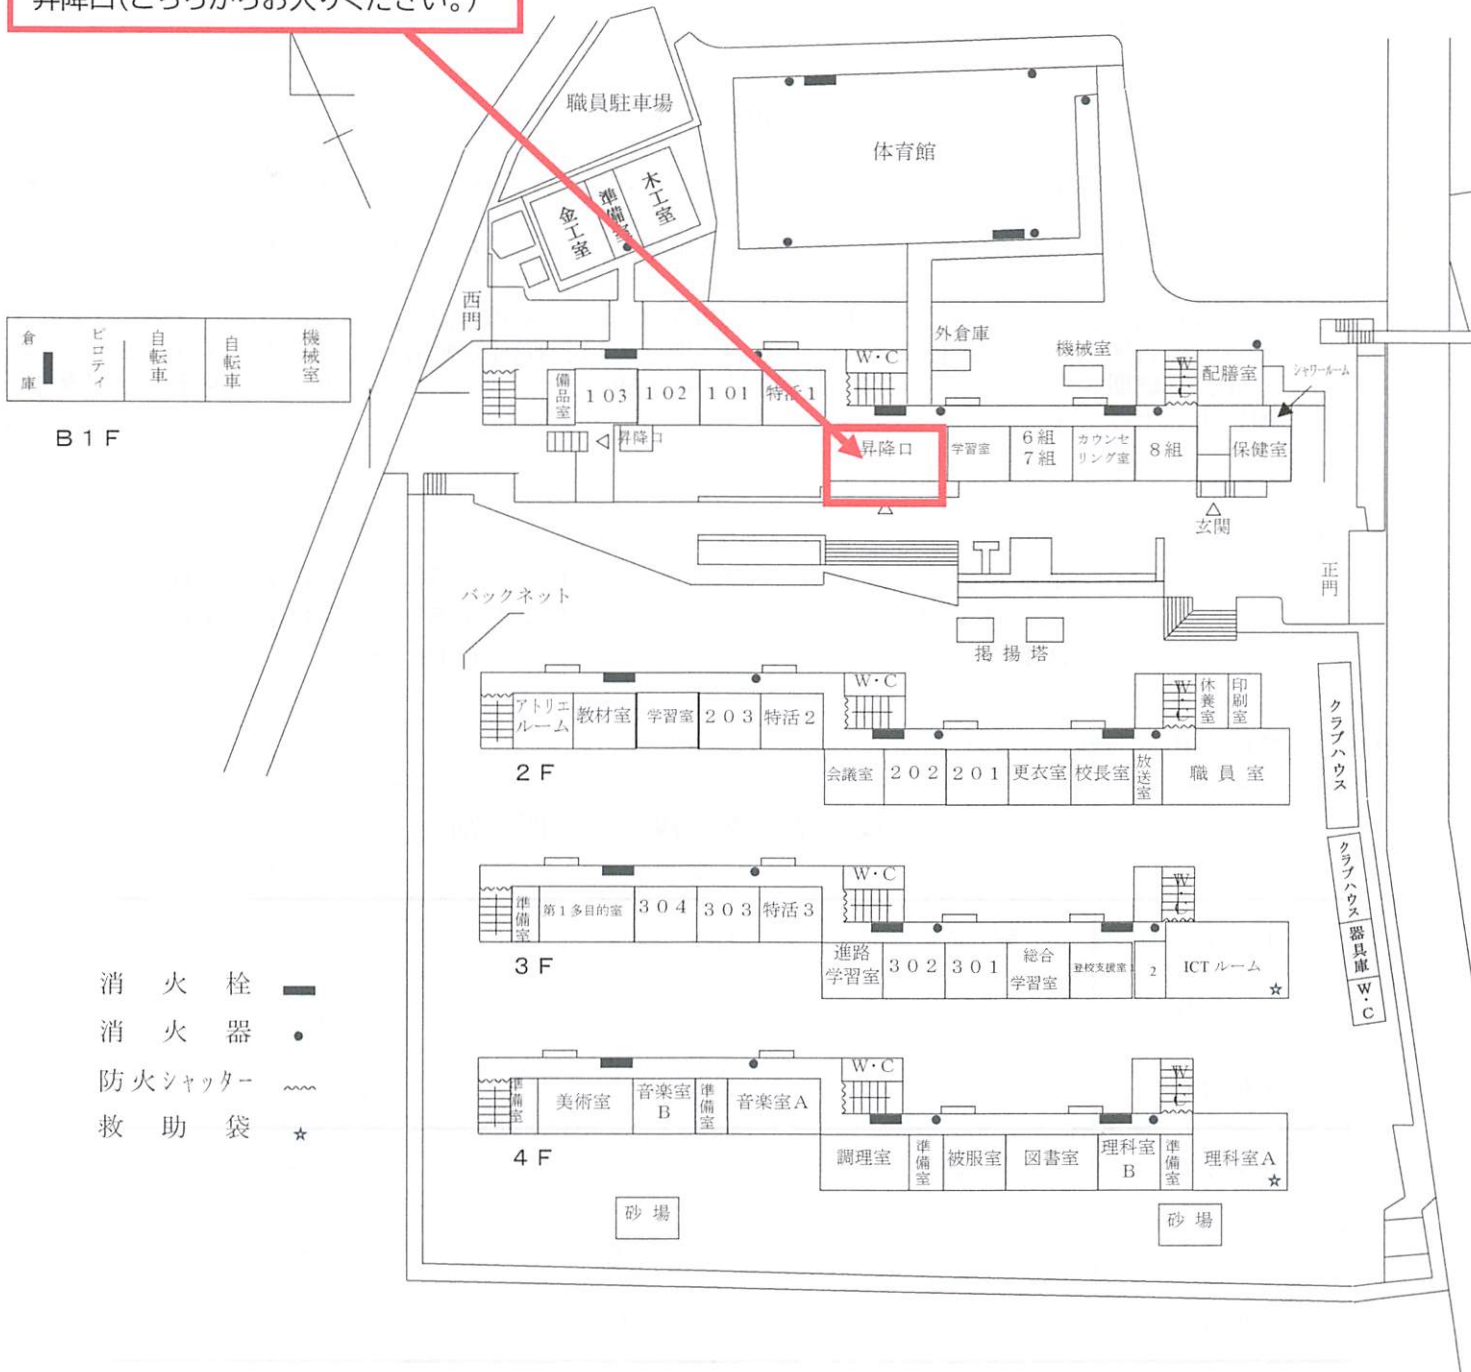 昇降口(こちらからお入りください。)
職員駐車場
体育館
金工室
準備室
木工室
西門
倉庫
ピロティ
自転車
自転車
機械室
B1F
外倉庫
機械室
W・C
W・C
配膳室
シャワールーム
備品室
103
102
101
特活1
昇降口
昇降口
学習室
6組
7組
カウンセ
リング室
8組
保健室
玄関
正門
バックネット
掲揚塔
W・C
W・C
休養室
印刷室
アトリエ
ルーム
教材室
学習室
203
特活2
2F
会議室
202
201
更衣室
校長室
放送室
職員室
クラブハウス
クラブハウス
器具庫
W・C
W・C
W・C
準備室
第1多目的室
304
303
特活3
3F
進路
学習室
302
301
総合
学習室
登校支援室1
2
ICTルーム
消火栓
消火器
防火シャッター
救助袋
W・C
W・C
準備室
美術室
音楽室
B
準備室
音楽室A
4F
調理室
準備室
被服室
図書室
理科室
B
準備室
理科室A
砂場
砂場